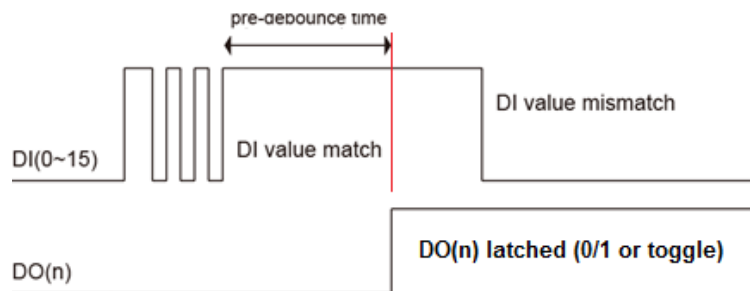 pre-debounce time
DI value mismatch
DI value match
DI(0~15)
DO(n) latched (0/1 or toggle)
DO(n)